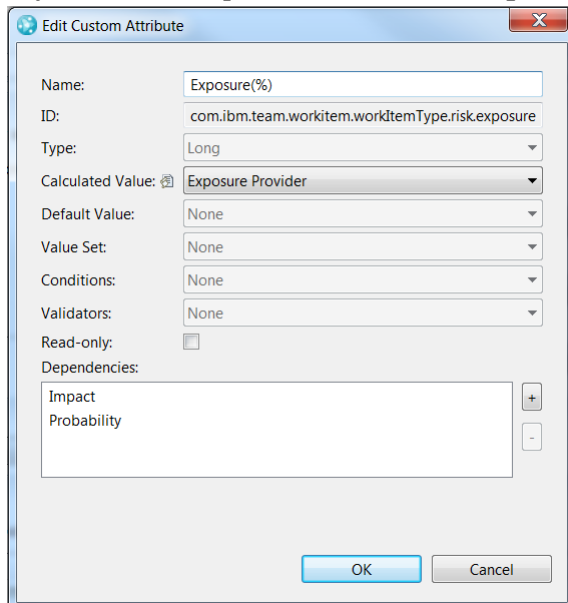 Edit Custom Attribute
Name: Exposure(%)
ID: com.ibm.team.workitem.workItemType.risk.exposure
Type: Long
Calculated Value: Exposure Provider
Default Value: None
Value Set: None
Conditions: None
Validators: None
Read-only:
Dependencies:
Impact
Probability
+
-
OK Cancel